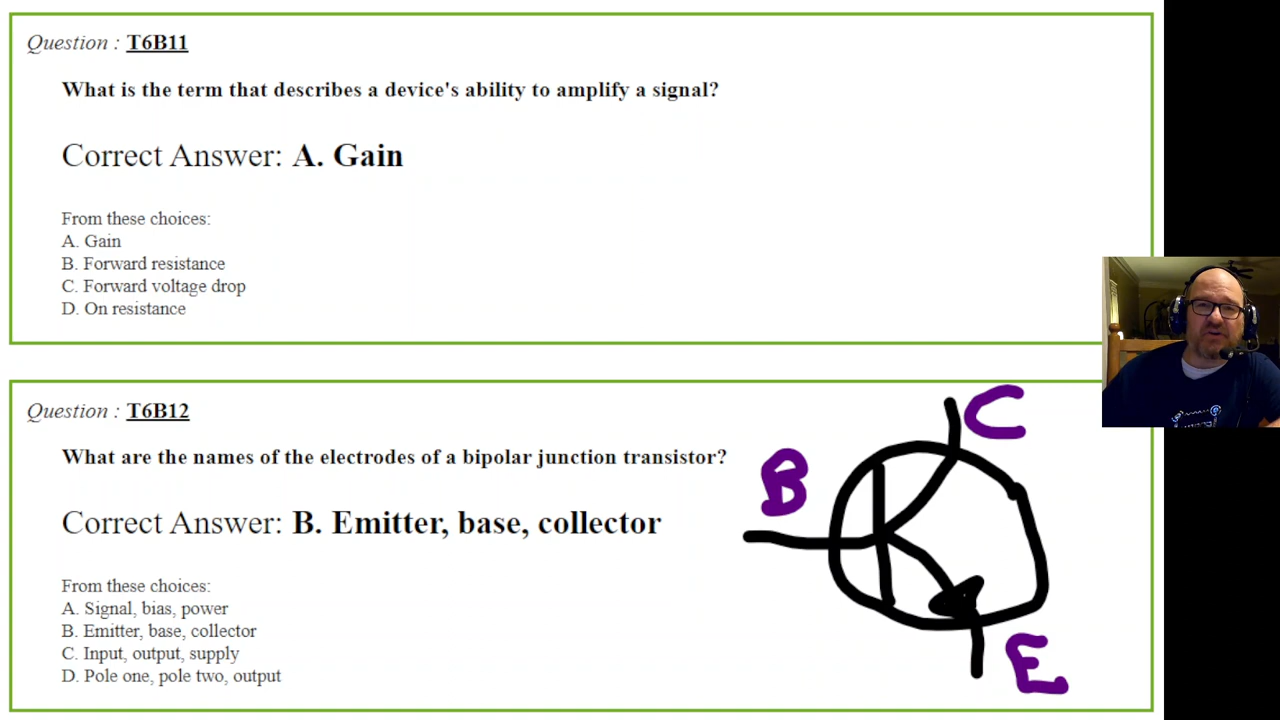 Question : T6B11
What is the term that describes a device's ability to amplify a signal?
Correct Answer: A. Gain
From these choices:
A. Gain
B. Forward resistance
C. Forward voltage drop
D. On resistance
Question : T6B12
What are the names of the electrodes of a bipolar junction transistor?
Correct Answer: B. Emitter, base, collector
From these choices:
A. Signal, bias, power
B. Emitter, base, collector
C. Input, output, supply
D. Pole one, pole two, output
C
B
E